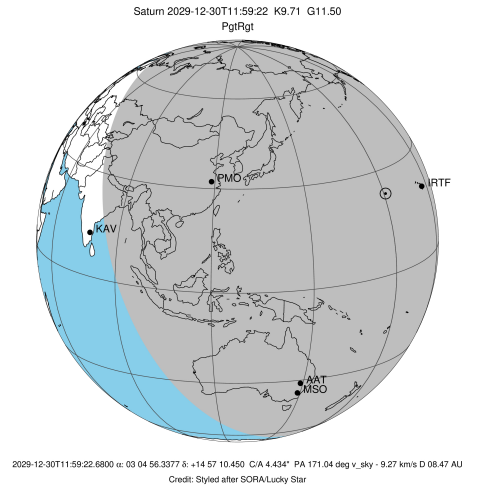 Saturn 2029-12-30T11:59:22 K9.71 G11.50
PgtRgt
PMO
IRTF
KAV
AAT
MSO
2029-12-30T11:59:22.6800 α: 03 04 56.3377 δ: +14 57 10.450 C/A 4.434" PA 171.04 deg v_sky - 9.27 km/s D 08.47 AU
Credit: Styled after SORA/Lucky Star